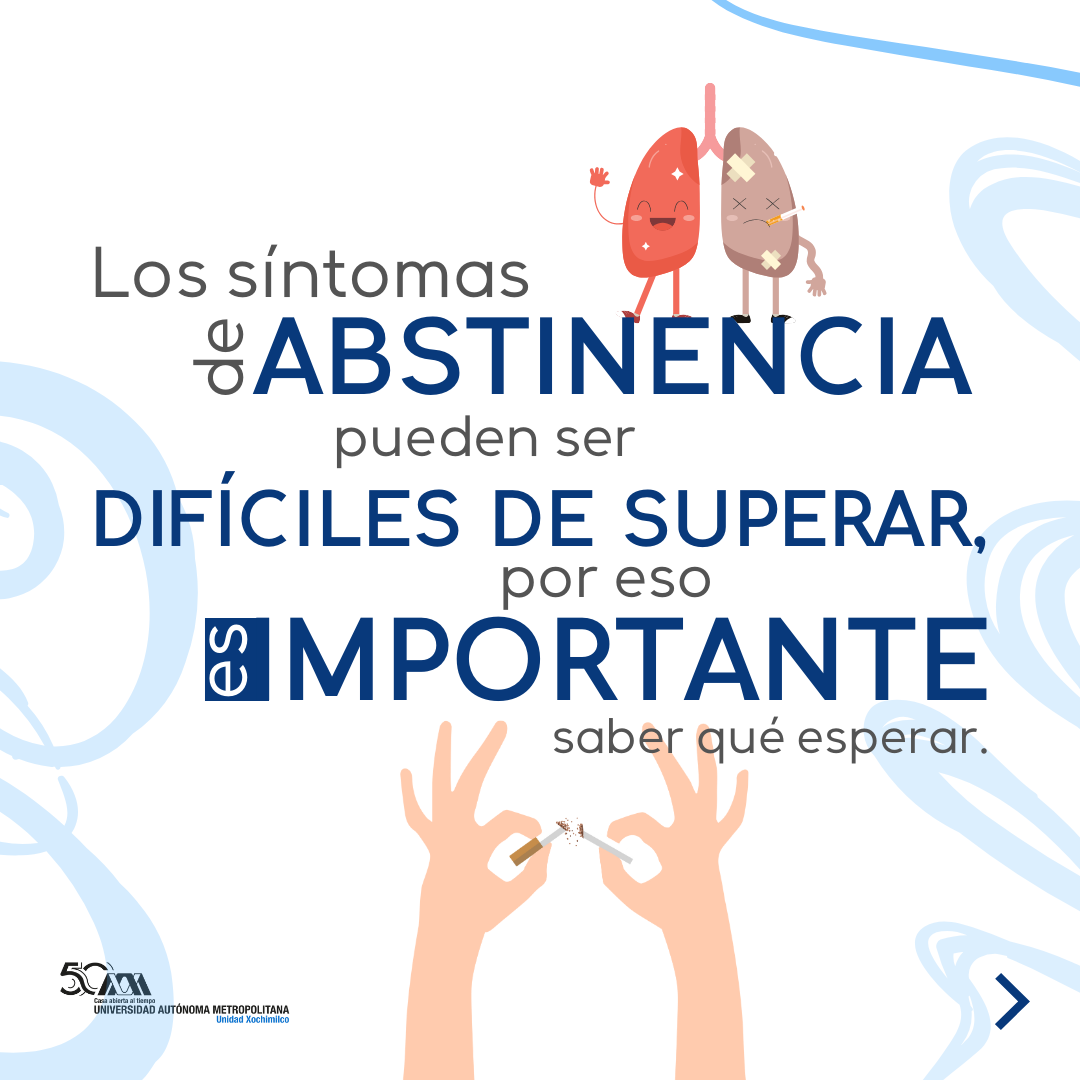 Los síntomas
de ABSTINENCIA
pueden ser
DIFÍCILES DE SUPERAR,
por eso
es IMPORTANTE
saber qué esperar.
50
Casa abierta al tiempo
UNIVERSIDAD AUTÓNOMA METROPOLITANA
Unidad Xochimilco